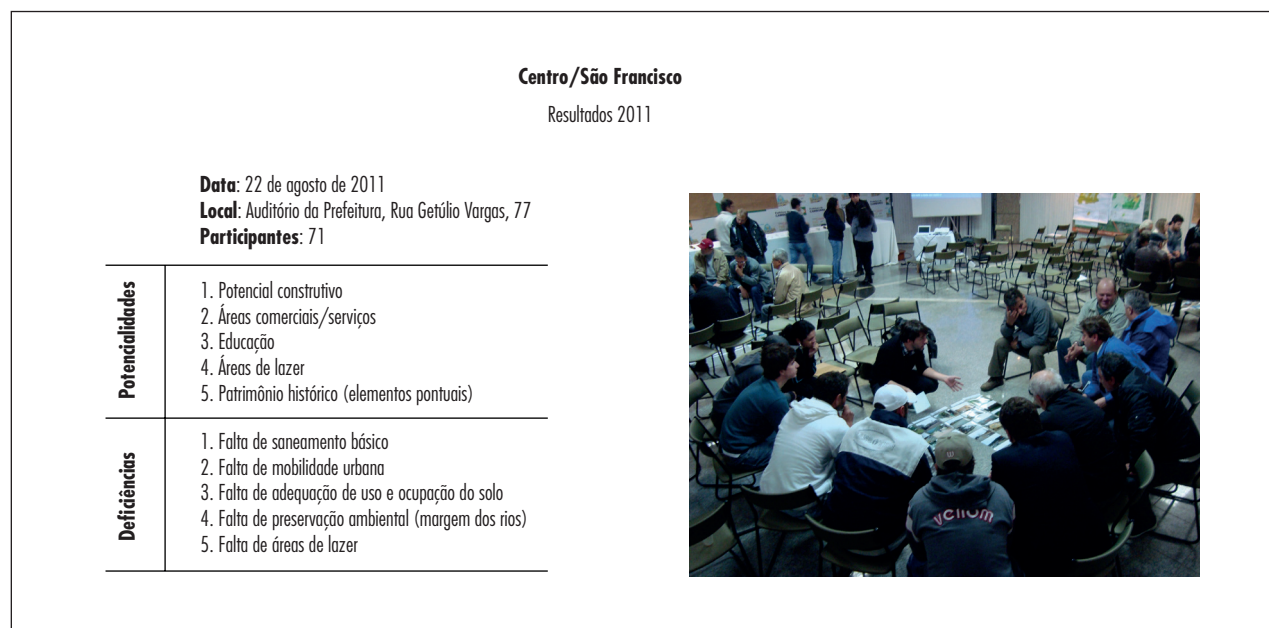 Centro/São Francisco
Resultados 2011
Data: 22 de agosto de 2011
Local: Auditório da Prefeitura, Rua Getúlio Vargas, 77
Participantes: 71
Potencialidades
1. Potencial construtivo
2. Áreas comerciais/serviços
3. Educação
4. Áreas de lazer
5. Patrimônio histórico (elementos pontuais)
Deficiências
1. Falta de saneamento básico
2. Falta de mobilidade urbana
3. Falta de adequação de uso e ocupação do solo
4. Falta de preservação ambiental (margem dos rios)
5. Falta de áreas de lazer
venom